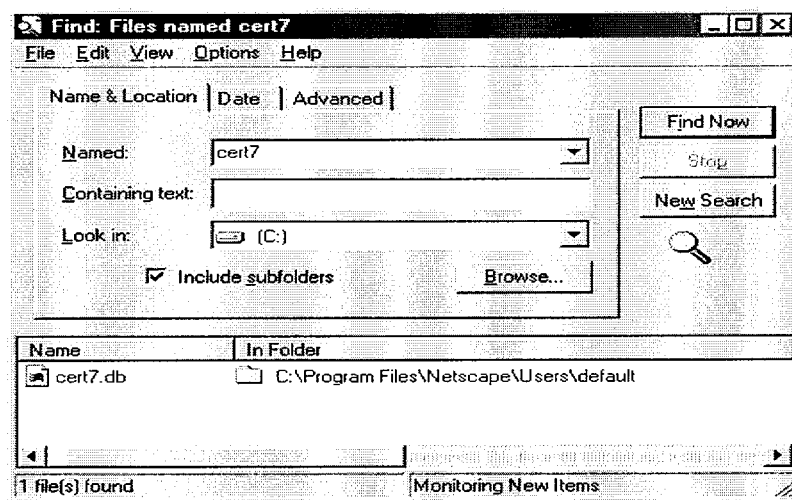 Find: Files named cert7
File Edit View Options Help
Name & Location Date Advanced
Named: cert7
Containing text:
Look in: (C:)
Include subfolders
Browse...
Find Now
Stop
New Search
Name In Folder
cert7.db C:\Program Files\Netscape\Users\default
1 file(s) found Monitoring New Items